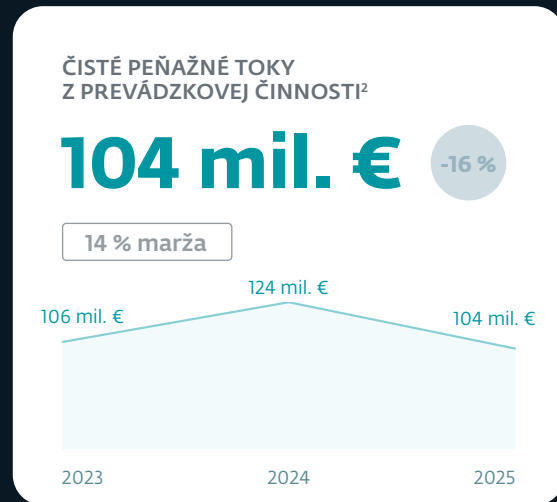 ČISTÉ PEŇAŽNÉ TOKY
Z PREVÁDZKOVEJ ČINNOSTI²
104 mil. €
-16 %
14 % marža
124 mil. €
106 mil. €
104 mil. €
2023
2024
2025